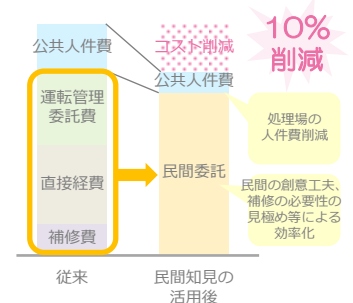 公共人件費
運転管理
委託費
直接経費
補修費
従来
コスト削減
公共人件費
民間委託
民間知見の
活用後
10%
削減
処理場の
人件費削減
民間の創意工夫、
補修の必要性の
見極め等による
効率化